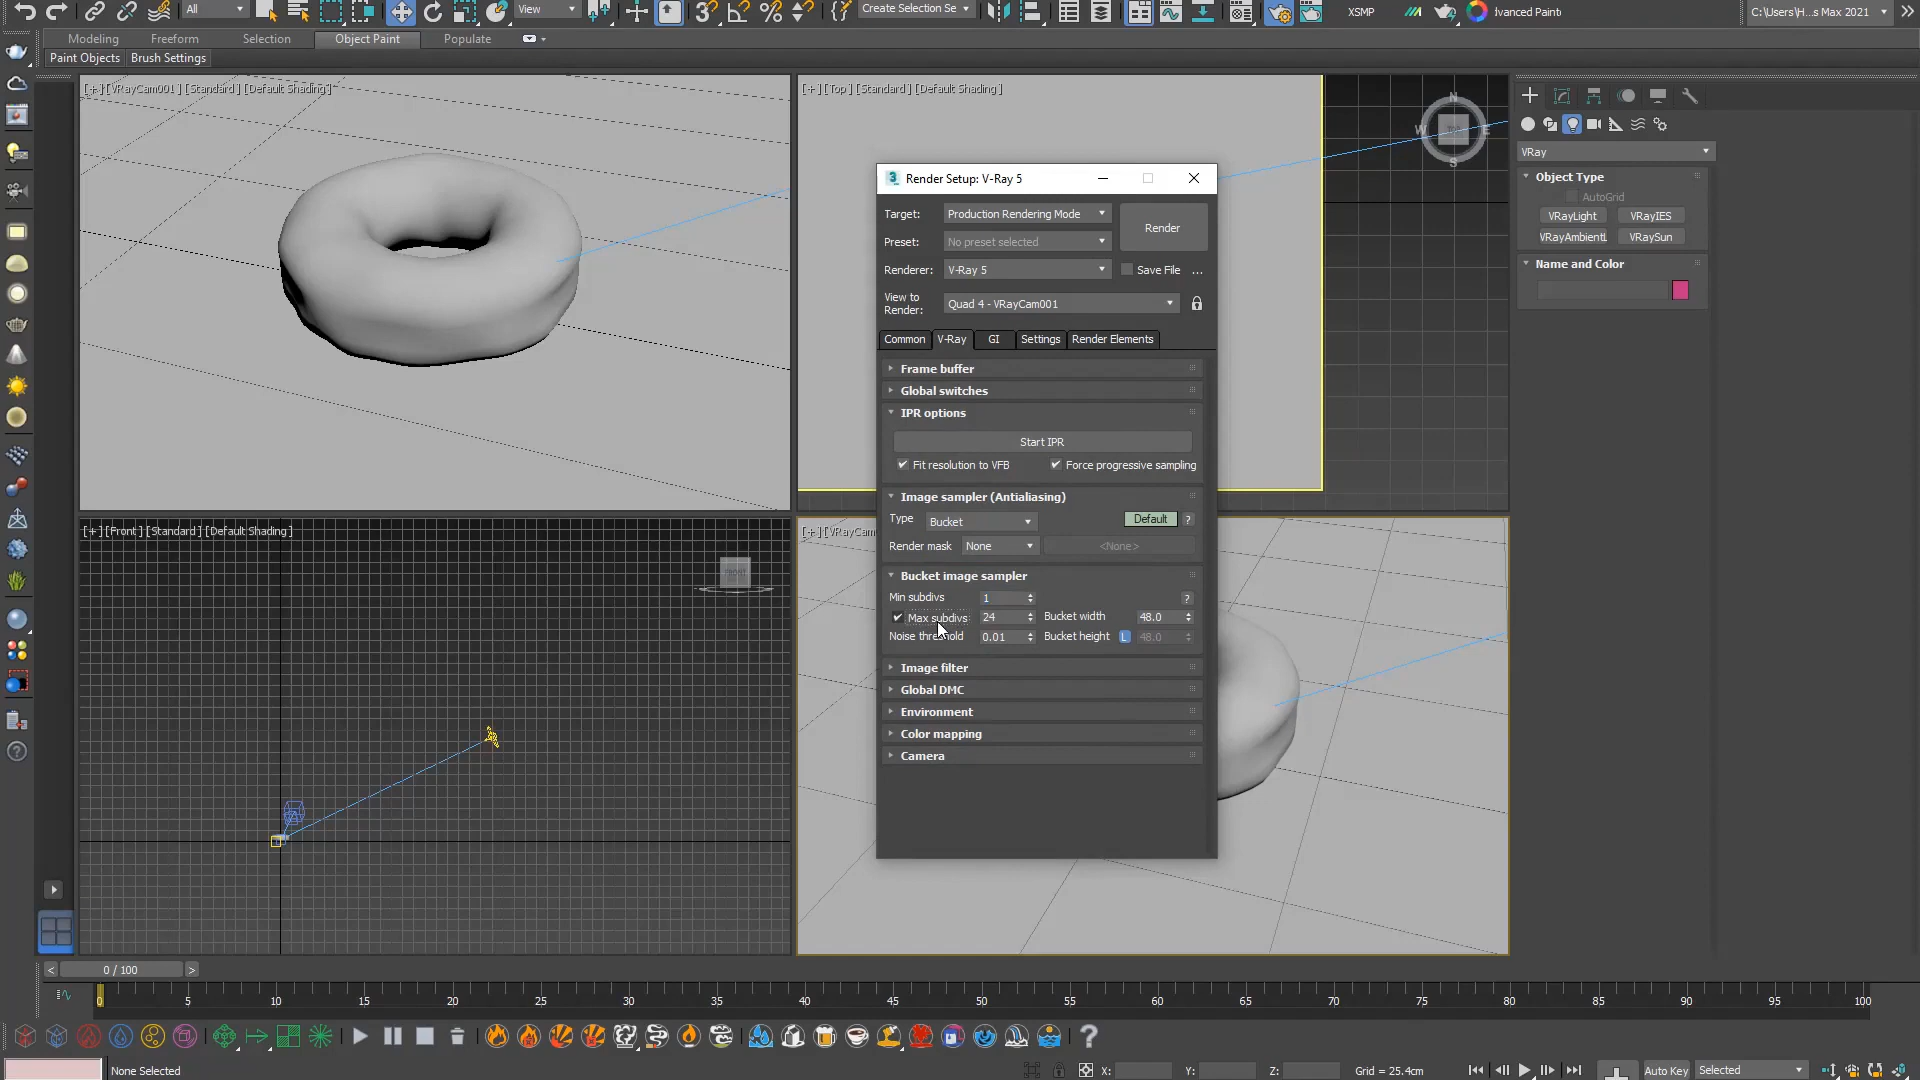 All
View
Create Selection Se
XSMP
C:\Users\H...s Max 2021
Modeling
Freeform
Selection
Object Paint
Populate
Paint Objects
Brush Settings
[+] [VRayCam001 ] [Standard ] [Default Shading ]
[+] [Top ] [Standard ] [Default Shading ]
N
W
E
S
Render Setup: V-Ray 5
Target:
Production Rendering Mode
Render
Preset:
No preset selected
Renderer:
V-Ray 5
Save File
...
View to
Render:
Quad 4 - VRayCam001
Common
V-Ray
GI
Settings
Render Elements
Frame buffer
Global switches
IPR options
Start IPR
Fit resolution to VFB
Force progressive sampling
Image sampler (Antialiasing)
Type
Bucket
Default
?
Render mask
None
<None>
Bucket image sampler
Min subdivs
1
?
Max subdivs
24
Bucket width
48.0
Noise threshold
0.01
Bucket height
L
48.0
Image filter
Global DMC
Environment
Color mapping
Camera
VRay
Object Type
AutoGrid
VRayLight
VRayIES
VRayAmbientL
VRaySun
Name and Color
[+] [Front ] [Standard ] [Default Shading ]
FRONT
[+] [VRayCam
< 0 / 100 >
0 5 10 15 20 25 30 35 40 45 50 55 60 65 70 75 80 85 90 95 100
None Selected
X:
Y:
Z:
Grid = 25.4cm
Auto Key
Selected